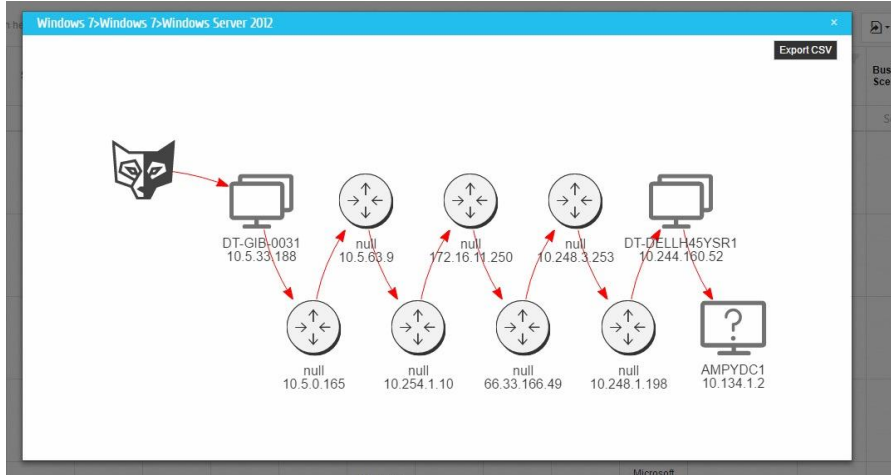 Windows 7>Windows 7>Windows Server 2012
×
Export CSV
Bus
Sce
DT-GIB-0031
10.5.33.188
null
10.5.63.9
null
172.16.11.250
null
10.248.3.253
DT-DELLH45YSR1
10.244.160.52
?
null
10.5.0.165
null
10.254.1.10
null
66.33.166.49
null
10.248.1.198
AMPYDC1
10.134.1.2
Microsoft